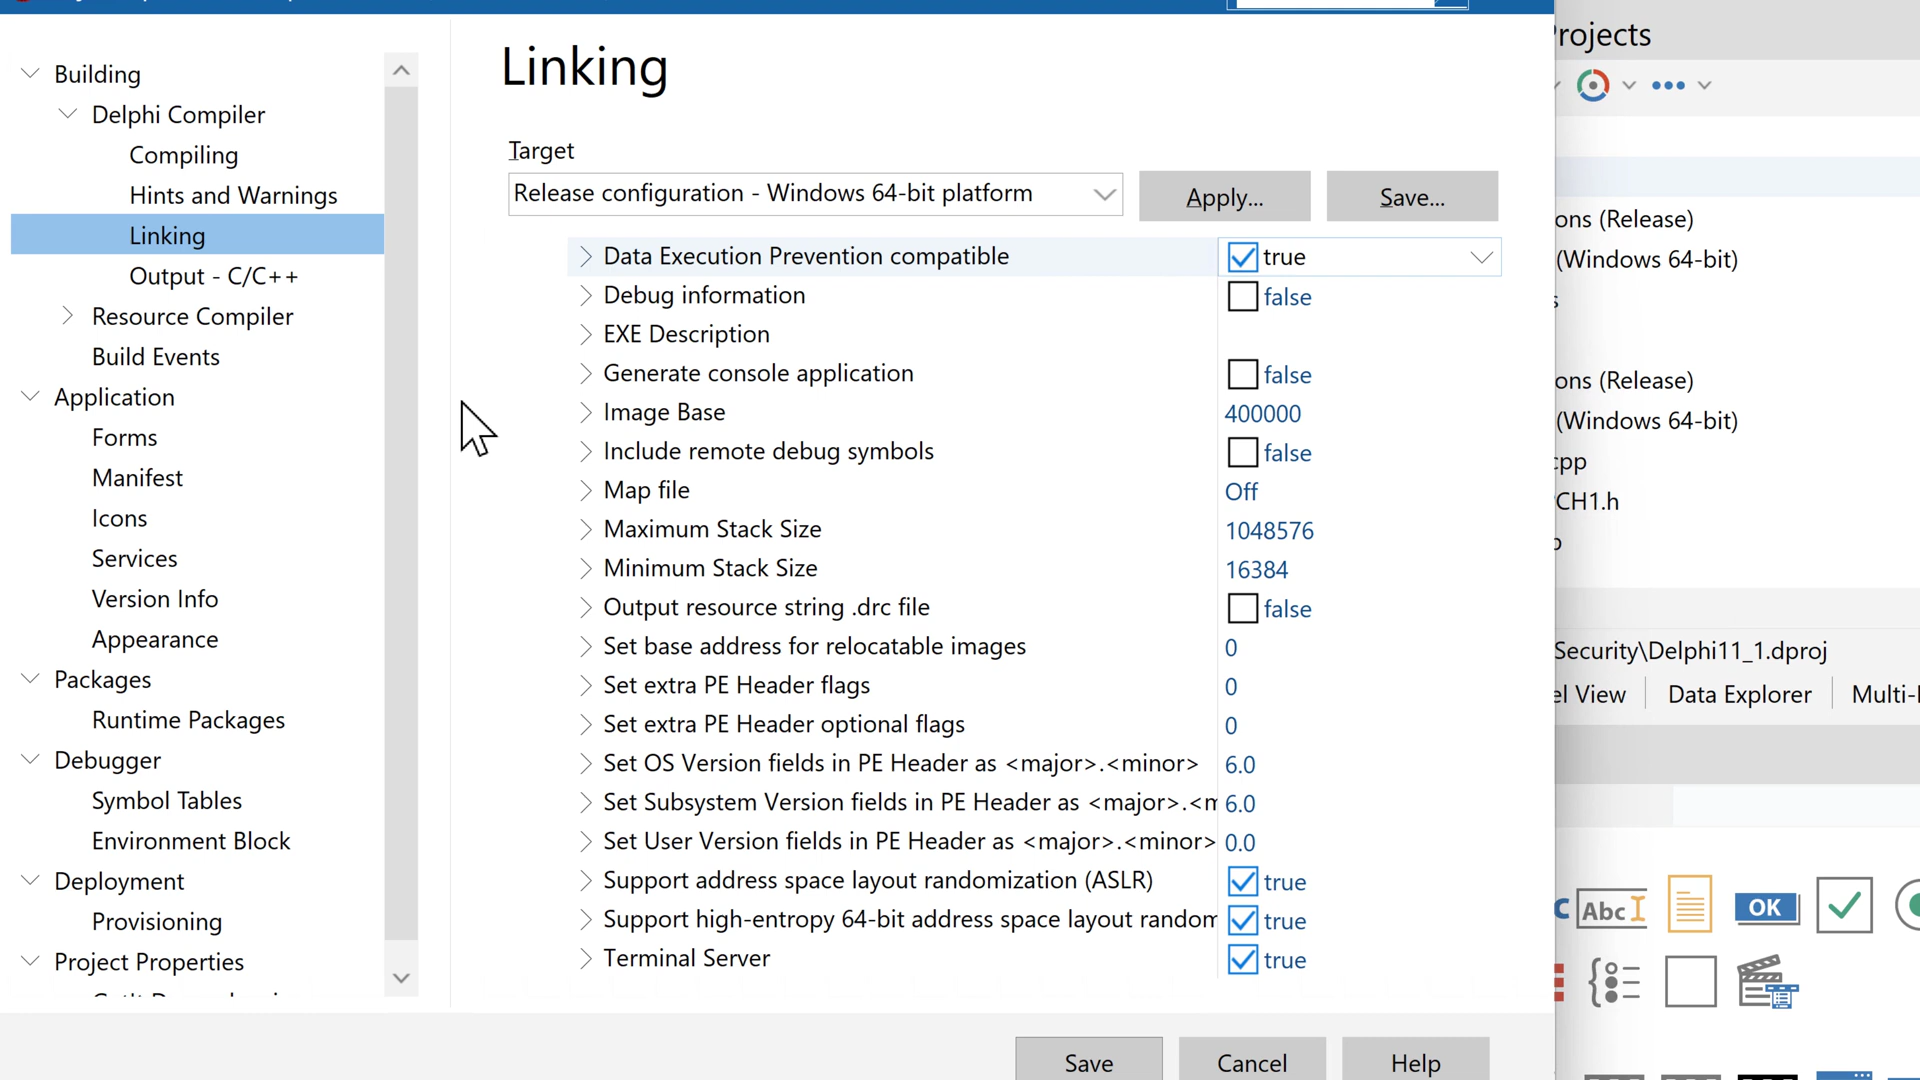 Building
Delphi Compiler
Compiling
Hints and Warnings
Linking
Output - C/C++
Resource Compiler
Build Events
Application
Forms
Manifest
Icons
Services
Version Info
Appearance
Packages
Runtime Packages
Debugger
Symbol Tables
Environment Block
Deployment
Provisioning
Project Properties
Linking
Target
Release configuration - Windows 64-bit platform
Apply...
Save...
Data Execution Prevention compatible true
Debug information false
EXE Description
Generate console application false
Image Base 400000
Include remote debug symbols false
Map file Off
Maximum Stack Size 1048576
Minimum Stack Size 16384
Output resource string .drc file false
Set base address for relocatable images 0
Set extra PE Header flags 0
Set extra PE Header optional flags 0
Set OS Version fields in PE Header as <major>.<minor> 6.0
Set Subsystem Version fields in PE Header as <major>.<m 6.0
Set User Version fields in PE Header as <major>.<minor> 0.0
Support address space layout randomization (ASLR) true
Support high-entropy 64-bit address space layout random true
Terminal Server true
Save
Cancel
Help
rojects
ons (Release)
(Windows 64-bit)
s
ons (Release)
(Windows 64-bit)
cpp
CH1.h
Security\Delphi11_1.dproj
el View
Data Explorer
Multi-
Abc
OK